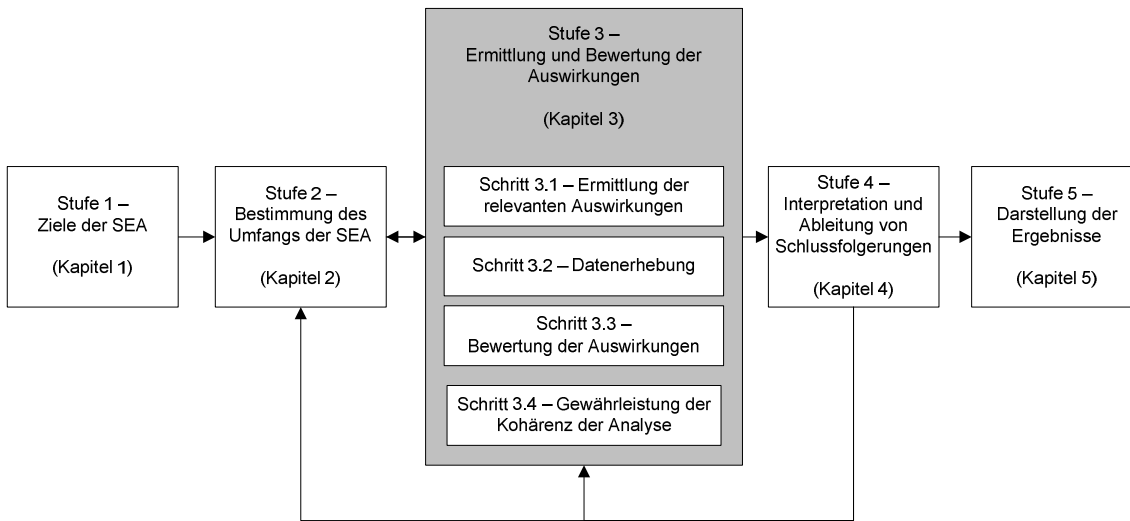 Stufe 1 –
Ziele der SEA
(Kapitel 1)
Stufe 2 –
Bestimmung des
Umfangs der SEA
(Kapitel 2)
Stufe 3 –
Ermittlung und Bewertung der
Auswirkungen
(Kapitel 3)
Schritt 3.1 – Ermittlung der
relevanten Auswirkungen
Schritt 3.2 – Datenerhebung
Schritt 3.3 –
Bewertung der Auswirkungen
Schritt 3.4 – Gewährleistung der
Kohärenz der Analyse
Stufe 4 –
Interpretation und
Ableitung von
Schlussfolgerungen
(Kapitel 4)
Stufe 5 –
Darstellung der
Ergebnisse
(Kapitel 5)